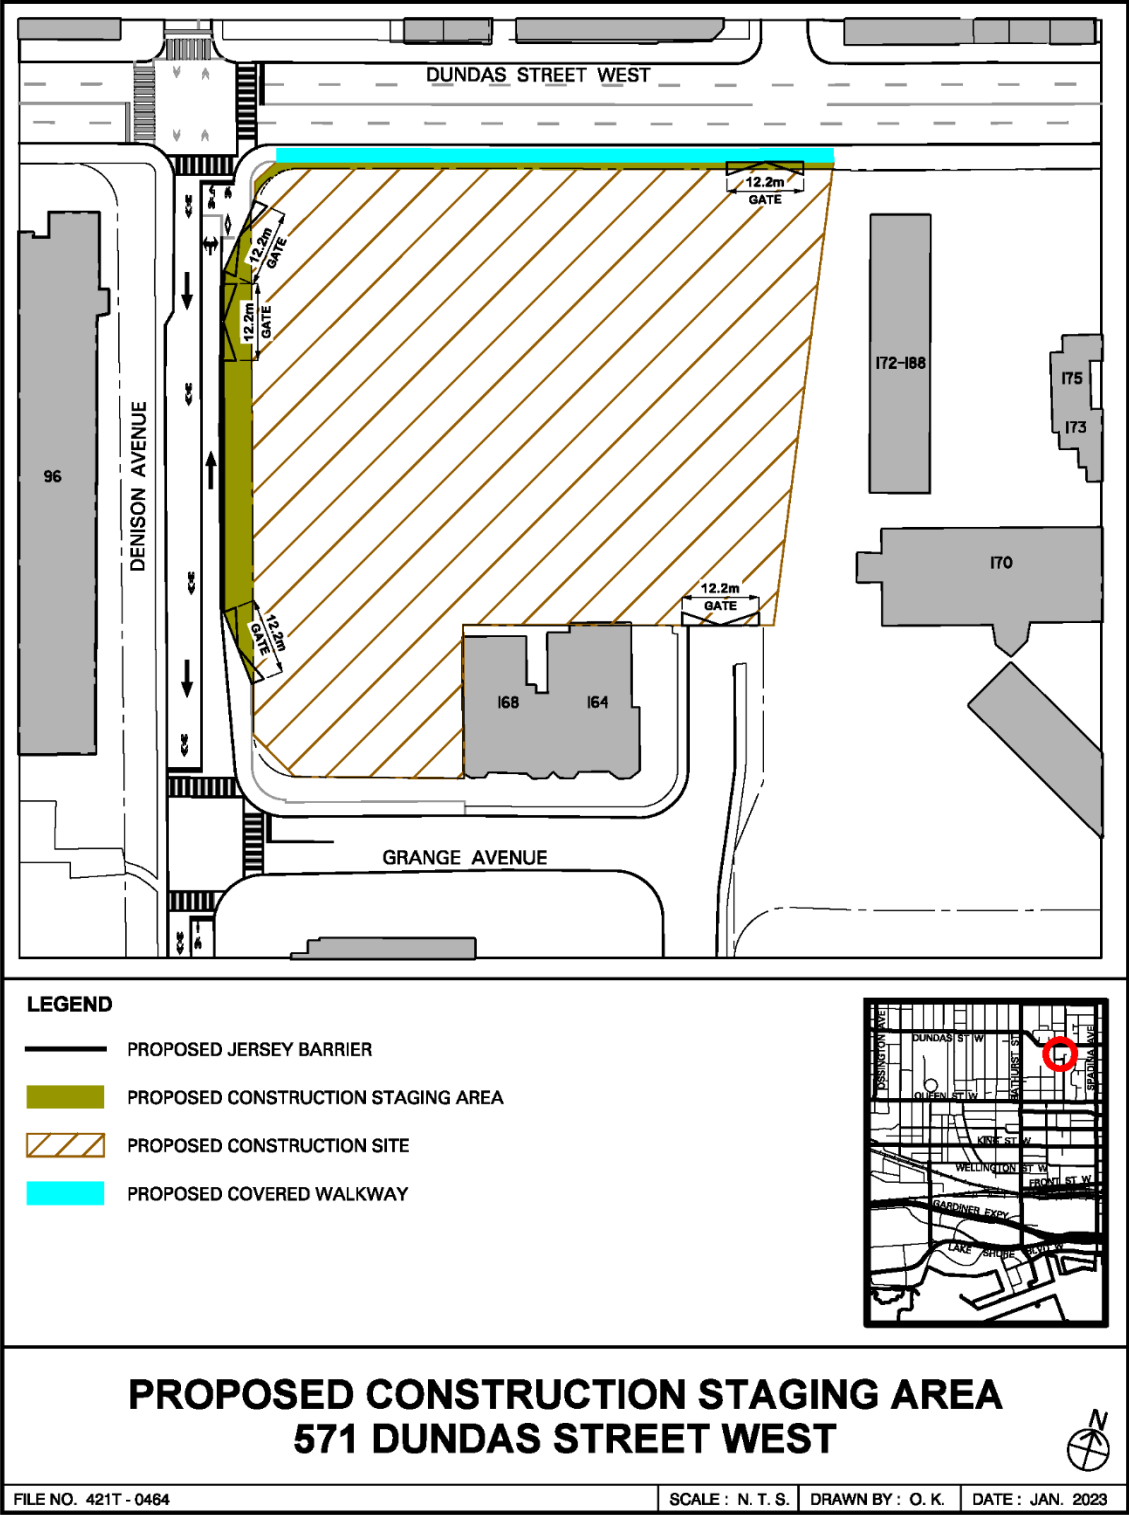 DUNDAS STREET WEST
12.2m
GATE
12.2m
GATE
12.2m
GATE
172-188
175
173
96
DENISON AVENUE
170
12.2m
GATE
12.2m
GATE
168
164
GRANGE AVENUE
LEGEND
PROPOSED JERSEY BARRIER
PROPOSED CONSTRUCTION STAGING AREA
PROPOSED CONSTRUCTION SITE
PROPOSED COVERED WALKWAY
OSSINGTON AVE
DUNDAS ST W
BATHURST ST
SPADINA AVE
QUEEN ST W
KING ST W
WELLINGTON ST W
FRONT ST W
GARDINER EXPY
LAKE SHORE BLVD W
PROPOSED CONSTRUCTION STAGING AREA
571 DUNDAS STREET WEST
N
FILE NO. 421T - 0464
SCALE : N. T. S.
DRAWN BY : O. K.
DATE : JAN. 2023